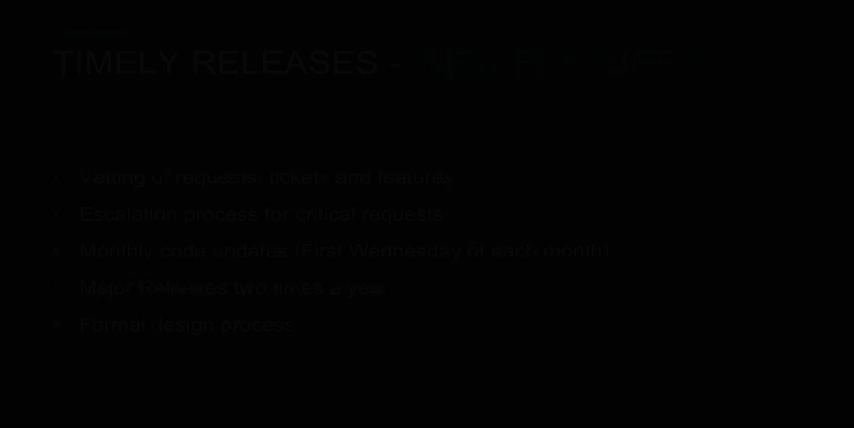 TIMELY RELEASES -
Vetting of requests, tickets and features
Escalation process for critical requests
Monthly code updates (First Wednesday of each month)
Major Releases two times a year
Formal design process